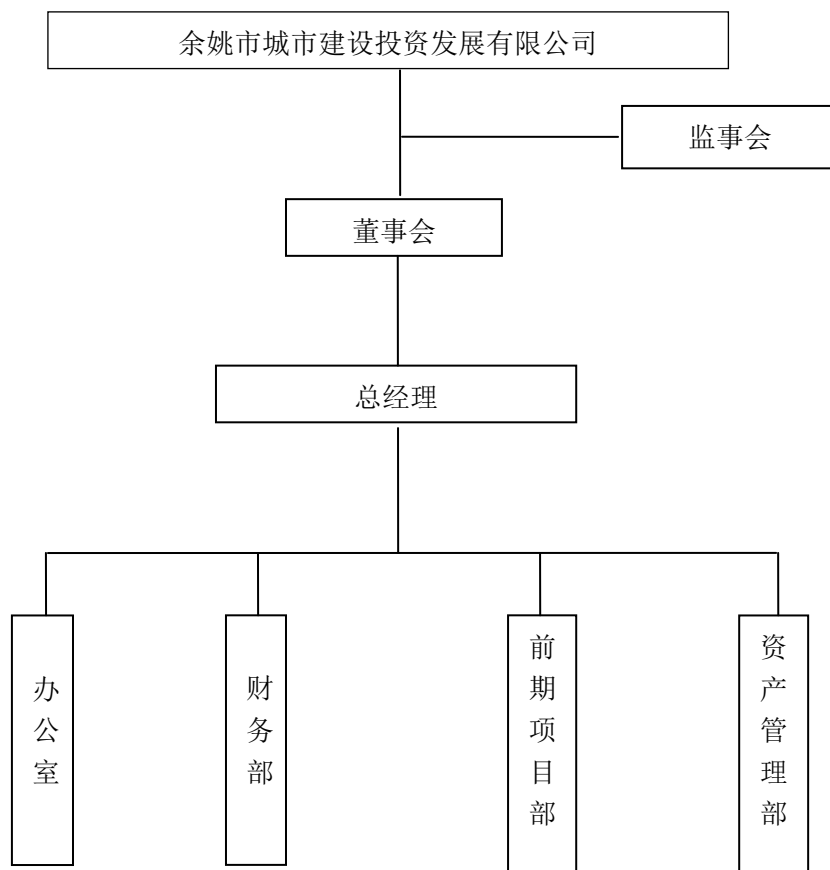 余姚市城市建设投资发展有限公司
监事会
董事会
总经理
办公室
财务部
前期项目部
资产管理部